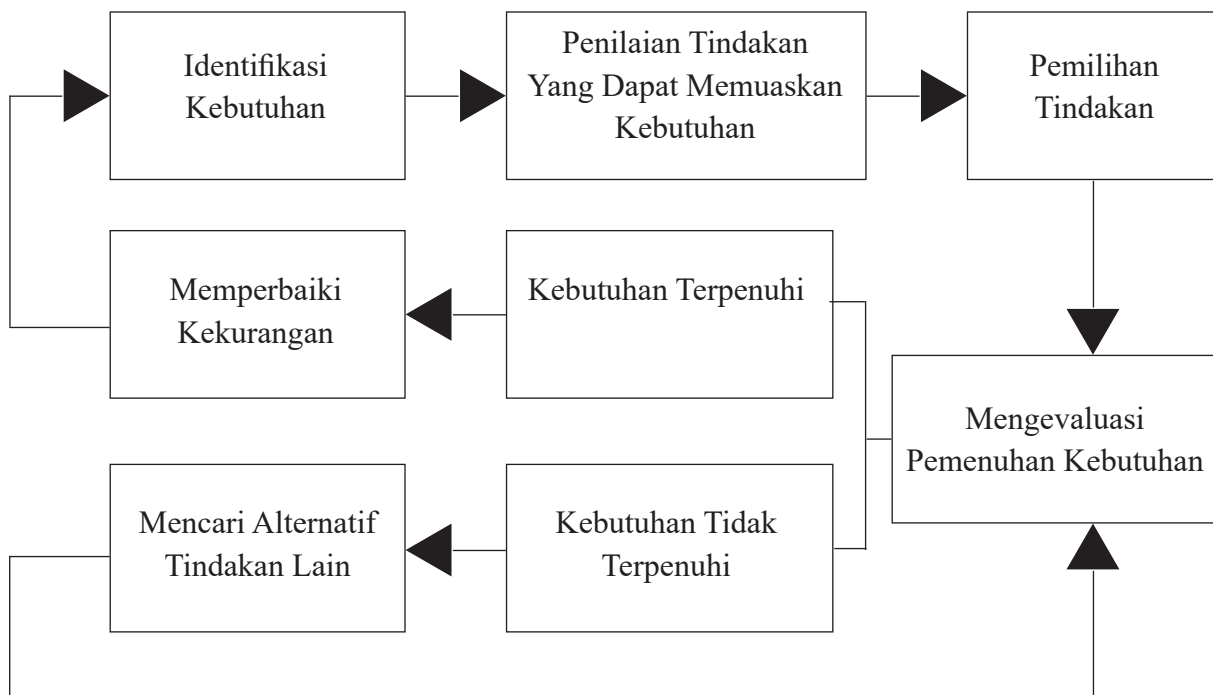 Identifikasi
Kebutuhan
Penilaian Tindakan
Yang Dapat Memuaskan
Kebutuhan
Pemilihan
Tindakan
Memperbaiki
Kekurangan
Kebutuhan Terpenuhi
Mengevaluasi
Pemenuhan Kebutuhan
Mencari Alternatif
Tindakan Lain
Kebutuhan Tidak
Terpenuhi